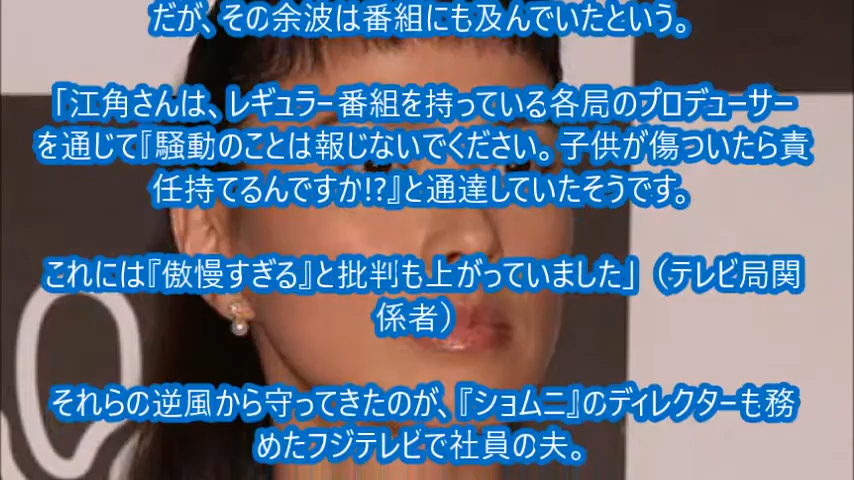 だが、その余波は番組にも及んでいたという。
「江角さんは、レギュラー番組を持っている各局のプロデューサー
を通じて『騒動のことは報じないでください。子供が傷ついたら責
任持てるんですか!?』と通達していたそうです。
これには『傲慢すぎる』と批判も上がっていました」（テレビ局関
係者）
それらの逆風から守ってきたのが、『ショムニ』のディレクターも務
めたフジテレビで社員の夫。